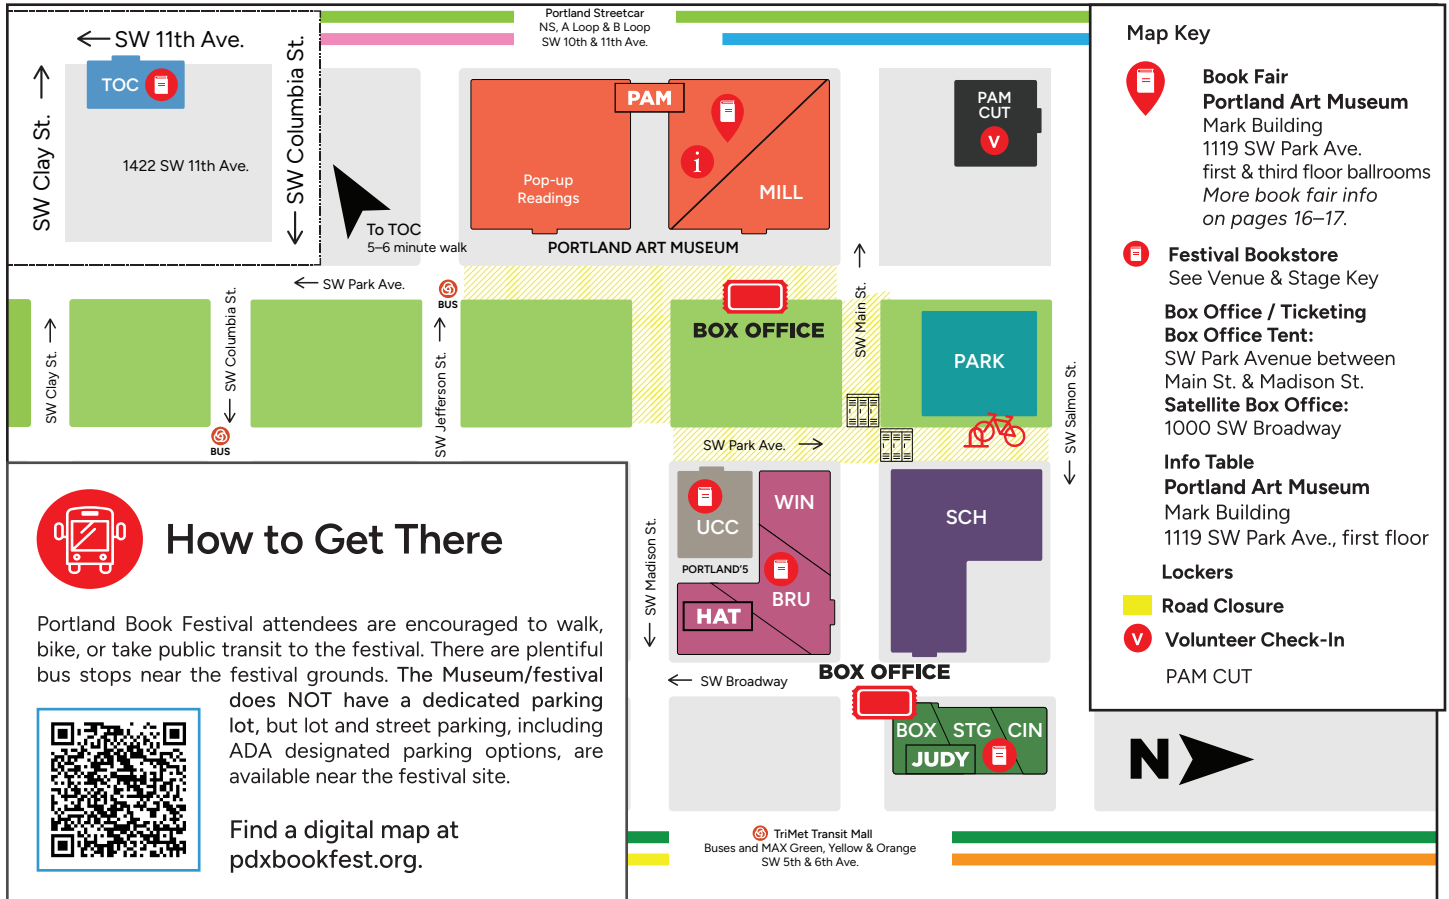 Portland Streetcar
NS, A Loop & B Loop
SW 10th & 11th Ave.
SW 11th Ave.
SW Clay St.
SW Columbia St.
TOC
1422 SW 11th Ave.
To TOC
5–6 minute walk
PAM
Pop-up
Readings
i
MILL
PORTLAND ART MUSEUM
PAM
CUT
V
SW Park Ave.
BUS
BOX OFFICE
SW Main St.
SW Clay St.
SW Columbia St.
SW Jefferson St.
BUS
PARK
SW Salmon St.
SW Park Ave.
SW Madison St.
UCC
PORTLAND'5
WIN
BRU
HAT
SCH
SW Broadway
BOX OFFICE
BOX STG CIN
JUDY
N
TriMet Transit Mall
Buses and MAX Green, Yellow & Orange
SW 5th & 6th Ave.
How to Get There
Portland Book Festival attendees are encouraged to walk,
bike, or take public transit to the festival. There are plentiful
bus stops near the festival grounds. The Museum/festival
does NOT have a dedicated parking
lot, but lot and street parking, including
ADA designated parking options, are
available near the festival site.
Find a digital map at
pdxbookfest.org.
Map Key
Book Fair
Portland Art Museum
Mark Building
1119 SW Park Ave.
first & third floor ballrooms
More book fair info
on pages 16–17.
Festival Bookstore
See Venue & Stage Key
Box Office / Ticketing
Box Office Tent:
SW Park Avenue between
Main St. & Madison St.
Satellite Box Office:
1000 SW Broadway
Info Table
Portland Art Museum
Mark Building
1119 SW Park Ave., first floor
Lockers
Road Closure
V Volunteer Check-In
PAM CUT